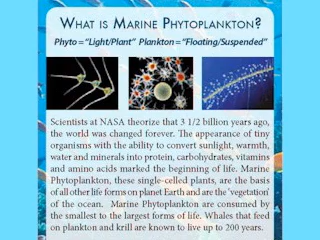 WHAT IS MARINE PHYTOPLANKTON?
Phyto = "Light/Plant"  Plankton = "Floating/Suspended"
Scientists at NASA theorize that 3 1/2 billion years ago,
the world was changed forever. The appearance of tiny
organisms with the ability to convert sunlight, warmth,
water and minerals into protein, carbohydrates, vitamins
and amino acids marked the beginning of life. Marine
Phytoplankton, these single-celled plants, are the basis
of all other life forms on planet Earth and are the 'vegetation'
of the ocean. Marine Phytoplankton are consumed by
the smallest to the largest forms of life. Whales that feed
on plankton and krill are known to live up to 200 years.